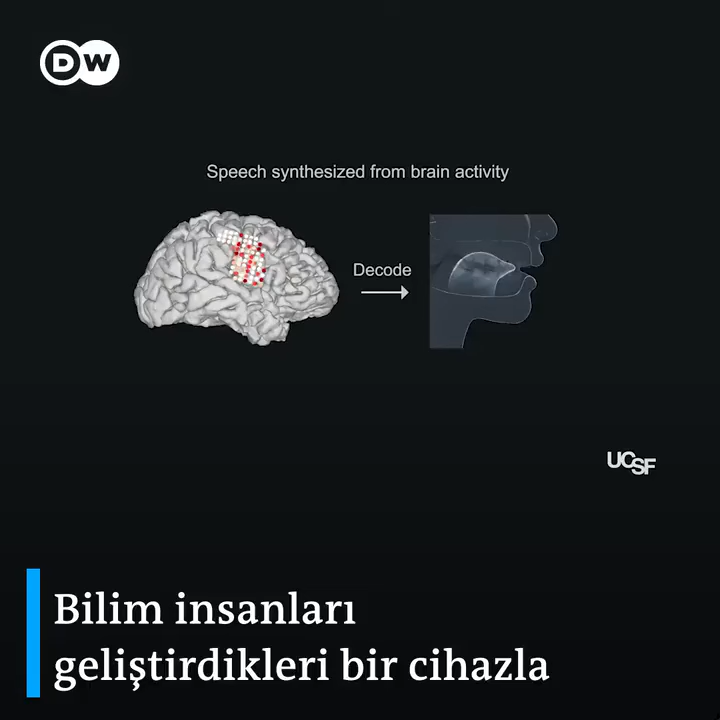 DW
Speech synthesized from brain activity
Decode
UCSF
Bilim insanları
geliştirdikleri bir cihazla